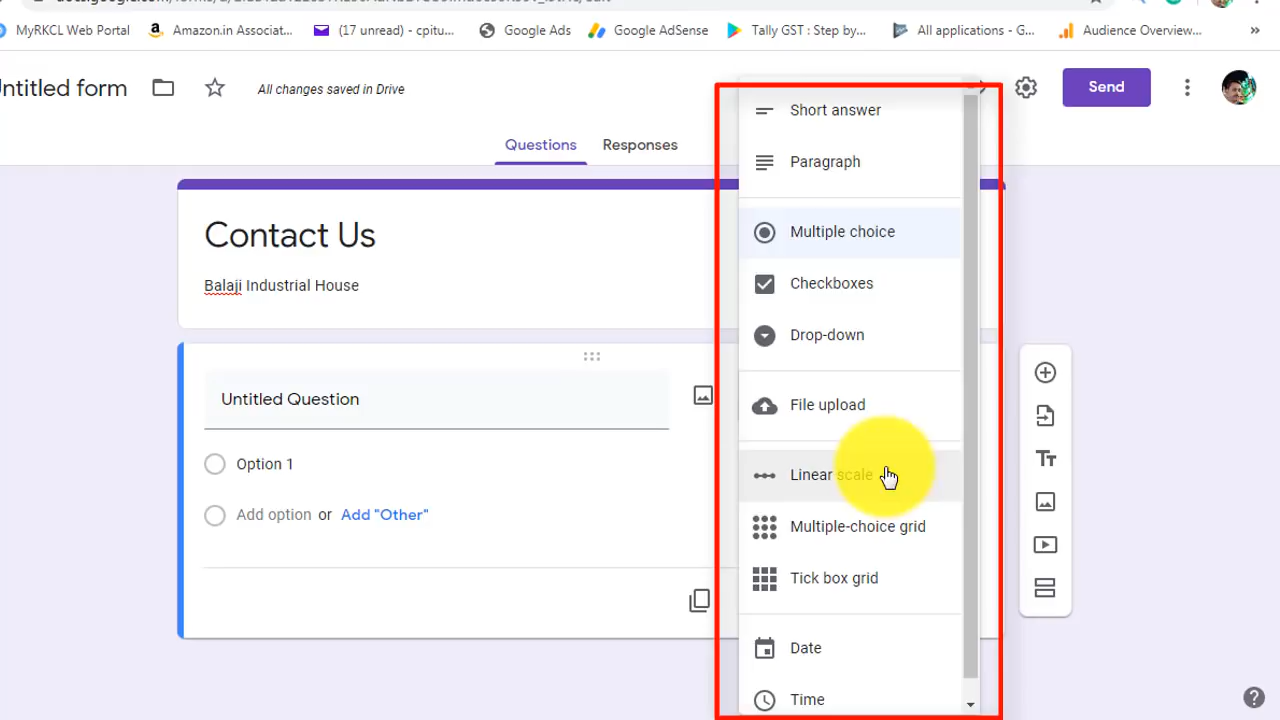 MyRKCL Web Portal
Amazon.in Associat...
(17 unread) - cpitu...
Google Ads
Google AdSense
Tally GST : Step by...
All applications - G...
Audience Overview...
»
ntitled form
All changes saved in Drive
Send
Questions
Responses
Contact Us
Balaji Industrial House
Untitled Question
Option 1
Add option or Add "Other"
Short answer
Paragraph
Multiple choice
Checkboxes
Drop-down
File upload
Linear scale
Multiple-choice grid
Tick box grid
Date
Time